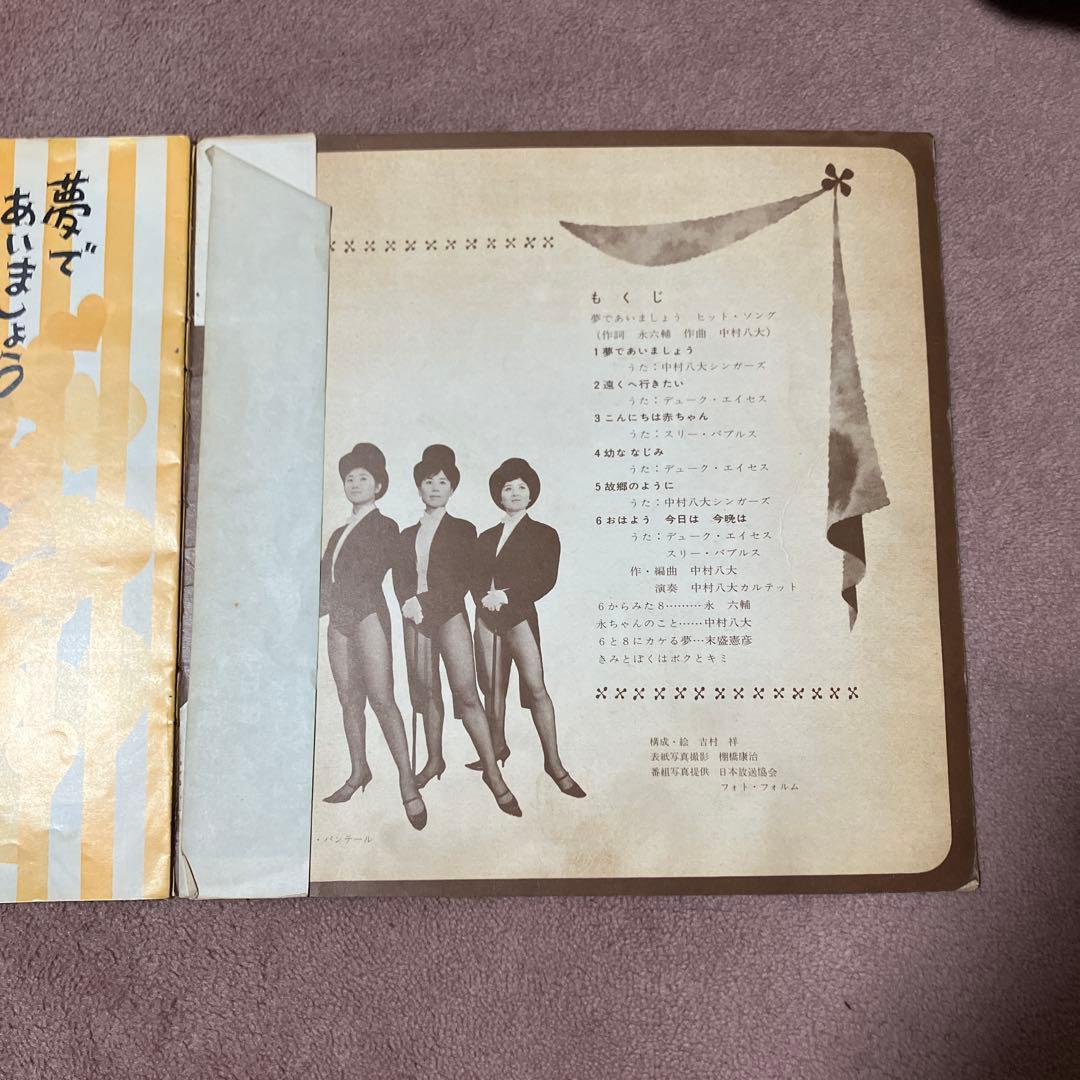 夢で
あいましょう
もくじ
夢であいましょう ヒット・ソング
(作詞 永六輔 作曲 中村八大)
1 夢であいましょう
うた:中村八大シンガーズ
2 遠くへ行きたい
うた:デューク・エイセス
3 こんにちは赤ちゃん
うた:スリー・バブルス
4 幼ななじみ
うた:デューク・エイセス
5 故郷のように
うた:中村八大シンガーズ
6 おはよう 今日は 今晩は
うた:デューク・エイセス
スリー・バブルス
作・編曲 中村八大
演奏 中村八大カルテット
6からみた8………永 六輔
永ちゃんのこと……中村八大
6と8にカケる夢…末盛憲彦
きみとぼくはボクとキミ
構成・絵 吉村 祥
表紙写真撮影 棚橋康治
番組写真提供 日本放送協会
フォト・フォルム
・パンテール